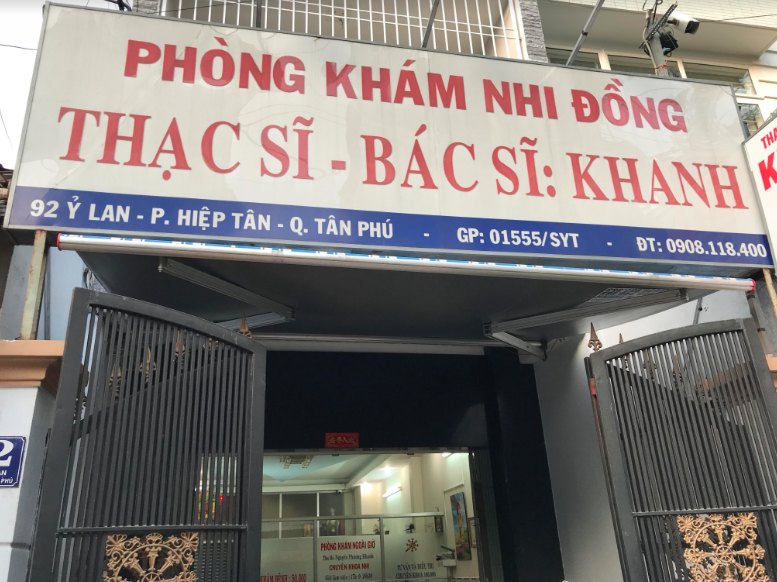 PHÒNG KHÁM NHI ĐỒNG
THẠC SĨ - BÁC SĨ: KHANH
92 Ỷ LAN - P. HIỆP TÂN - Q. TÂN PHÚ - GP: 01555/SYT - ĐT: 0908.118.400
PHÒNG KHÁM NGOÀI GIỜ
CHUYÊN KHOA NHI